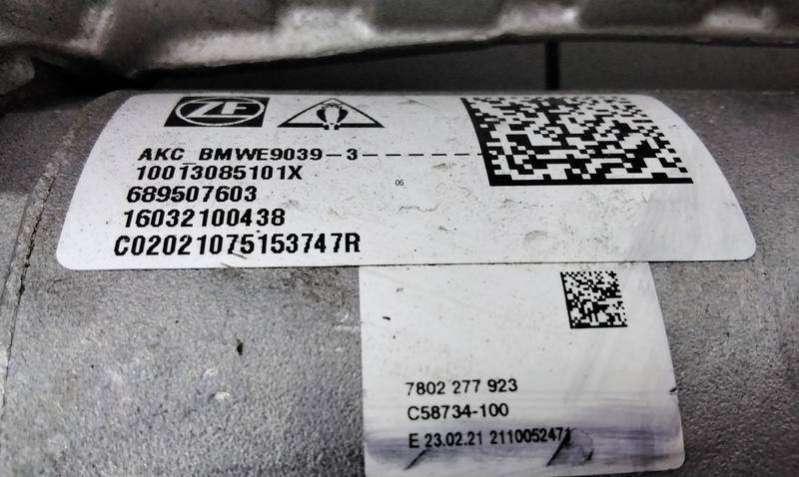 ZF
AKC_BMWE9039-3
10013085101X
06
689507603
16032100438
C02021075153747R
7802 277 923
C58734-100
E 23.02.21 2110052471